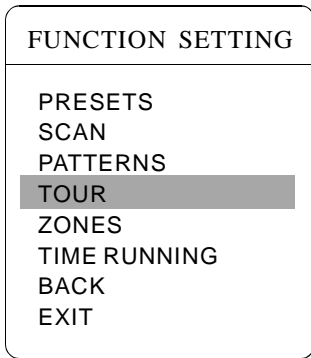 FUNCTION SETTING
PRESETS
SCAN
PATTERNS
TOUR
ZONES
TIME RUNNING
BACK
EXIT